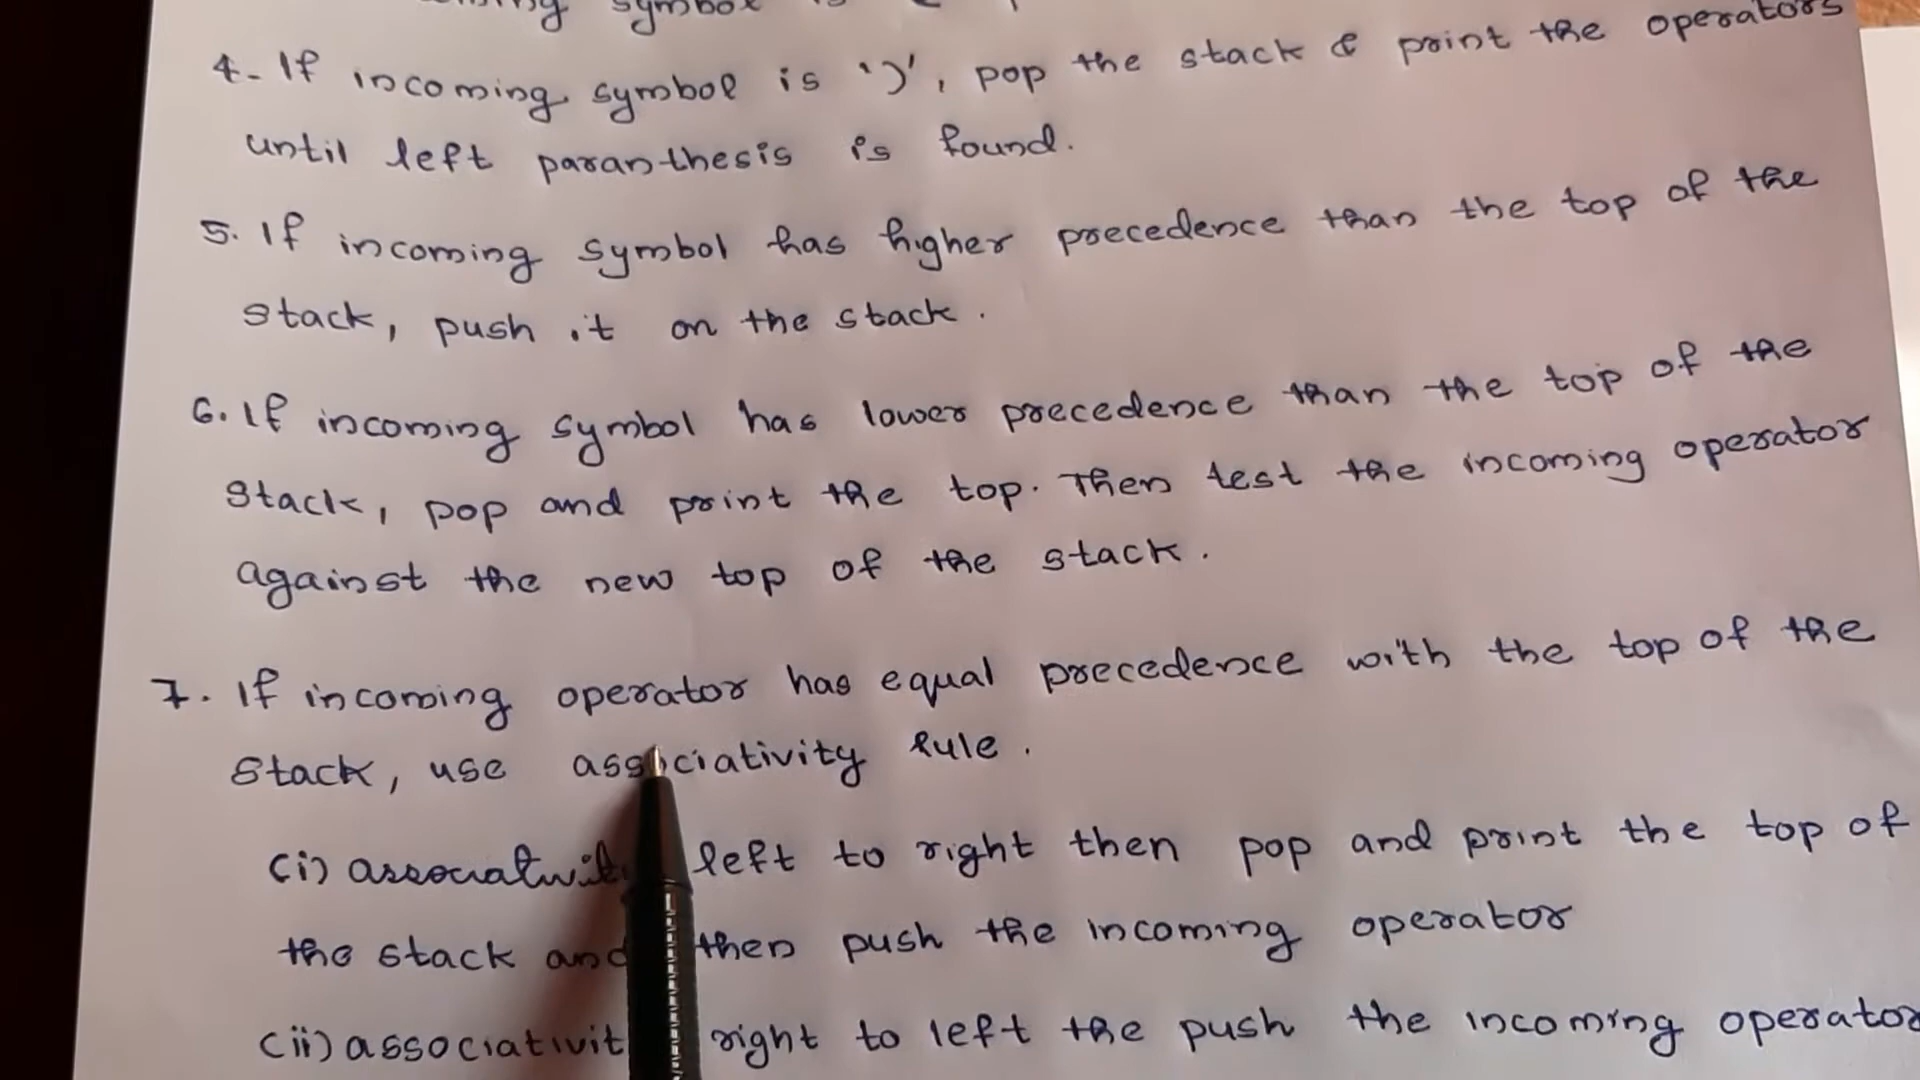 symbol is
4. If incoming symbol is ')', pop the stack & print the operators
until left paranthesis is found.
5. If incoming symbol has higher precedence than the top of the
stack, push it on the stack.
6. If incoming symbol has lower precedence than the top of the
stack, pop and print the top. Then test the incoming operator
against the new top of the stack.
7. If incoming operator has equal precedence with the top of the
stack, use associativity rule.
(i) left to right then pop and print the top of
the stack and then push the incoming operator
(ii) right to left the push the incoming operator